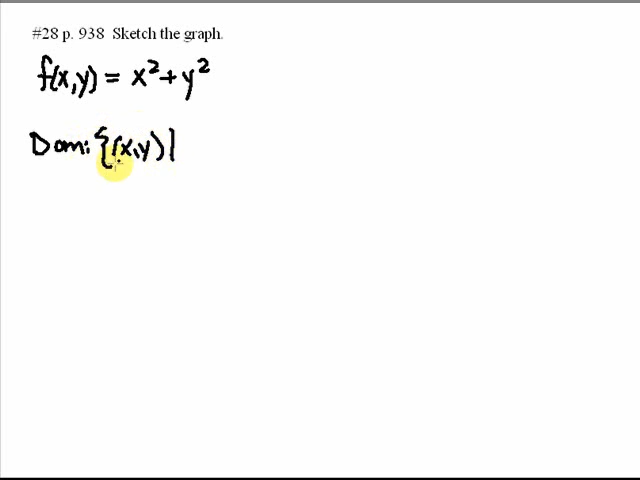 #28 p. 938 Sketch the graph.
f(x,y) = x² + y²
Dom: {(x,y)|